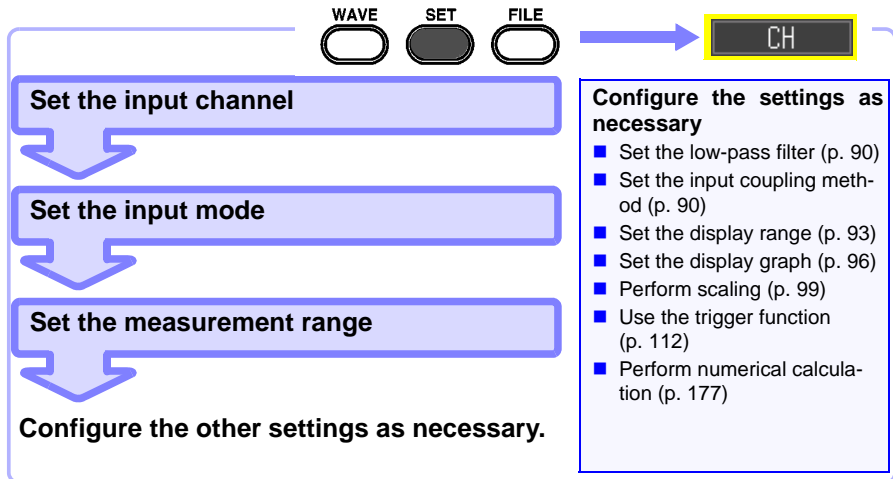 WAVE SET FILE
CH
Set the input channel
Set the input mode
Set the measurement range
Configure the other settings as necessary.
Configure the settings as
necessary
■ Set the low-pass filter (p. 90)
■ Set the input coupling meth-
od (p. 90)
■ Set the display range (p. 93)
■ Set the display graph (p. 96)
■ Perform scaling (p. 99)
■ Use the trigger function
(p. 112)
■ Perform numerical calcula-
tion (p. 177)